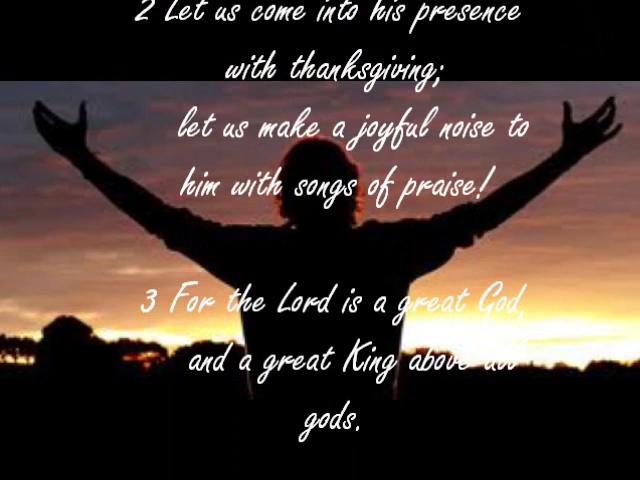 2 Let us come into his presence
with thanksgiving;
let us make a joyful noise to
him with songs of praise!
3 For the Lord is a great God,
and a great King above all
gods.